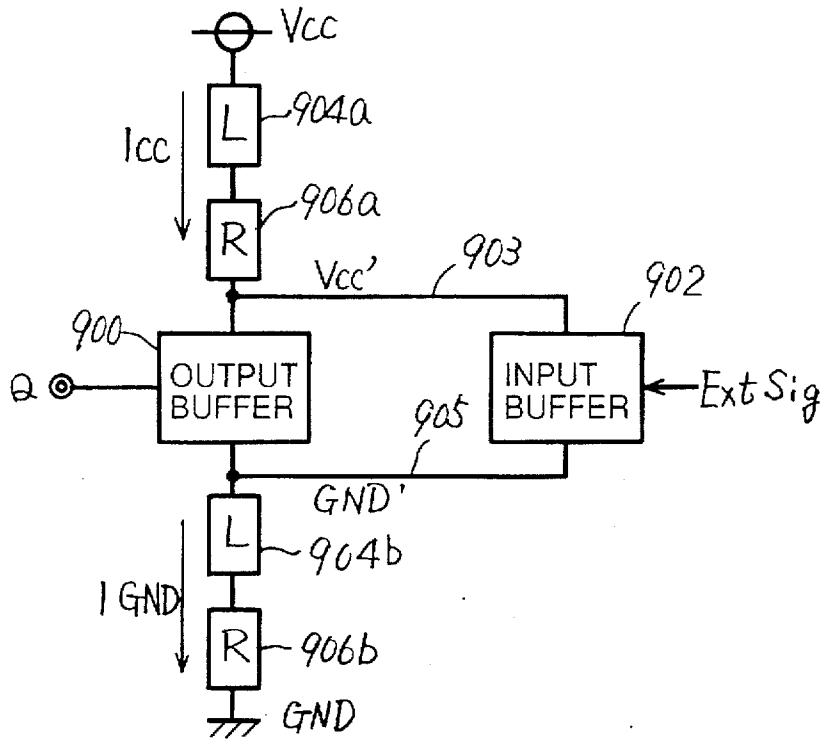 Vcc
L
904a
Icc
R
906a
Vcc'
903
902
900
OUTPUT
BUFFER
INPUT
BUFFER
Q
Ext Sig
905
GND'
L
904b
I GND
R
906b
GND